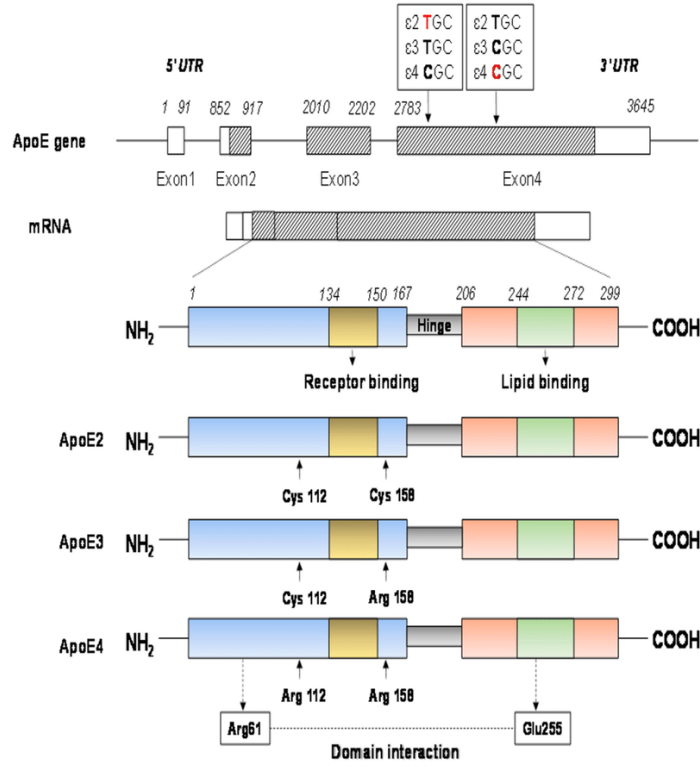 ε2 TGC ε2 TGC
ε3 TGC ε3 CGC
ε4 CGC ε4 CGC
5' UTR 3' UTR
1 91 852 917 2010 2202 2783 3645
ApoE gene
Exon1 Exon2 Exon3 Exon4
mRNA
1 134 150 167 206 244 272 299
NH2 Hinge COOH
Receptor binding Lipid binding
ApoE2 NH2 COOH
Cys 112 Cys 158
ApoE3 NH2 COOH
Cys 112 Arg 158
ApoE4 NH2 COOH
Arg 112 Arg 158
Arg61 Glu255
Domain interaction